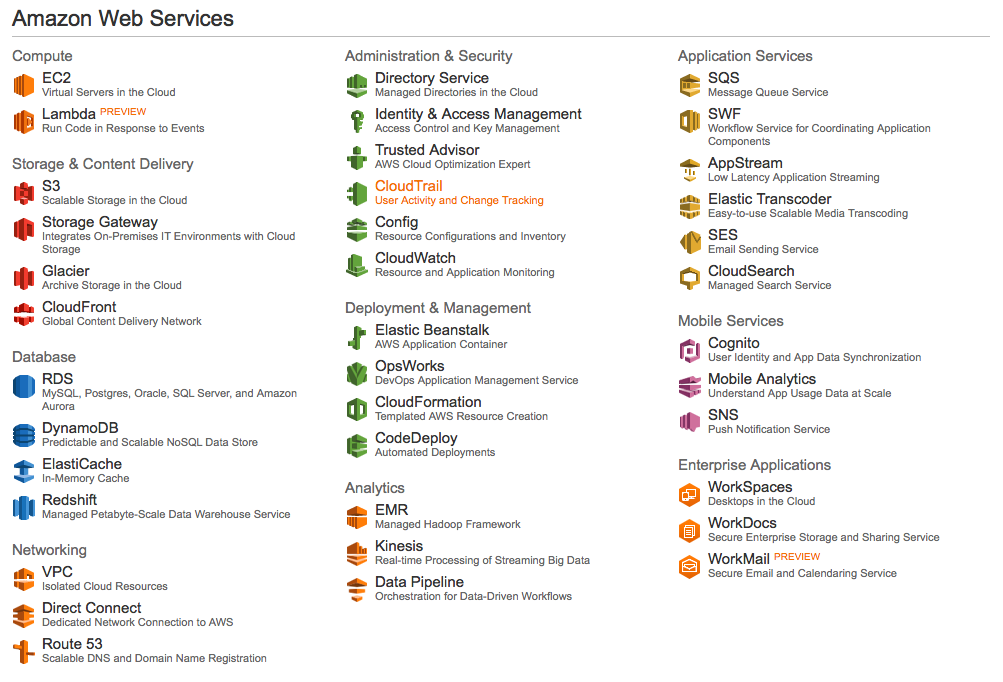 Amazon Web Services
Compute
EC2
Virtual Servers in the Cloud
Lambda PREVIEW
Run Code in Response to Events
Storage & Content Delivery
S3
Scalable Storage in the Cloud
Storage Gateway
Integrates On-Premises IT Environments with Cloud
Storage
Glacier
Archive Storage in the Cloud
CloudFront
Global Content Delivery Network
Database
RDS
MySQL, Postgres, Oracle, SQL Server, and Amazon
Aurora
DynamoDB
Predictable and Scalable NoSQL Data Store
ElastiCache
In-Memory Cache
Redshift
Managed Petabyte-Scale Data Warehouse Service
Networking
VPC
Isolated Cloud Resources
Direct Connect
Dedicated Network Connection to AWS
Route 53
Scalable DNS and Domain Name Registration
Administration & Security
Directory Service
Managed Directories in the Cloud
Identity & Access Management
Access Control and Key Management
Trusted Advisor
AWS Cloud Optimization Expert
CloudTrail
User Activity and Change Tracking
Config
Resource Configurations and Inventory
CloudWatch
Resource and Application Monitoring
Deployment & Management
Elastic Beanstalk
AWS Application Container
OpsWorks
DevOps Application Management Service
CloudFormation
Templated AWS Resource Creation
CodeDeploy
Automated Deployments
Analytics
EMR
Managed Hadoop Framework
Kinesis
Real-time Processing of Streaming Big Data
Data Pipeline
Orchestration for Data-Driven Workflows
Application Services
SQS
Message Queue Service
SWF
Workflow Service for Coordinating Application
Components
AppStream
Low Latency Application Streaming
Elastic Transcoder
Easy-to-use Scalable Media Transcoding
SES
Email Sending Service
CloudSearch
Managed Search Service
Mobile Services
Cognito
User Identity and App Data Synchronization
Mobile Analytics
Understand App Usage Data at Scale
SNS
Push Notification Service
Enterprise Applications
WorkSpaces
Desktops in the Cloud
WorkDocs
Secure Enterprise Storage and Sharing Service
WorkMail PREVIEW
Secure Email and Calendaring Service